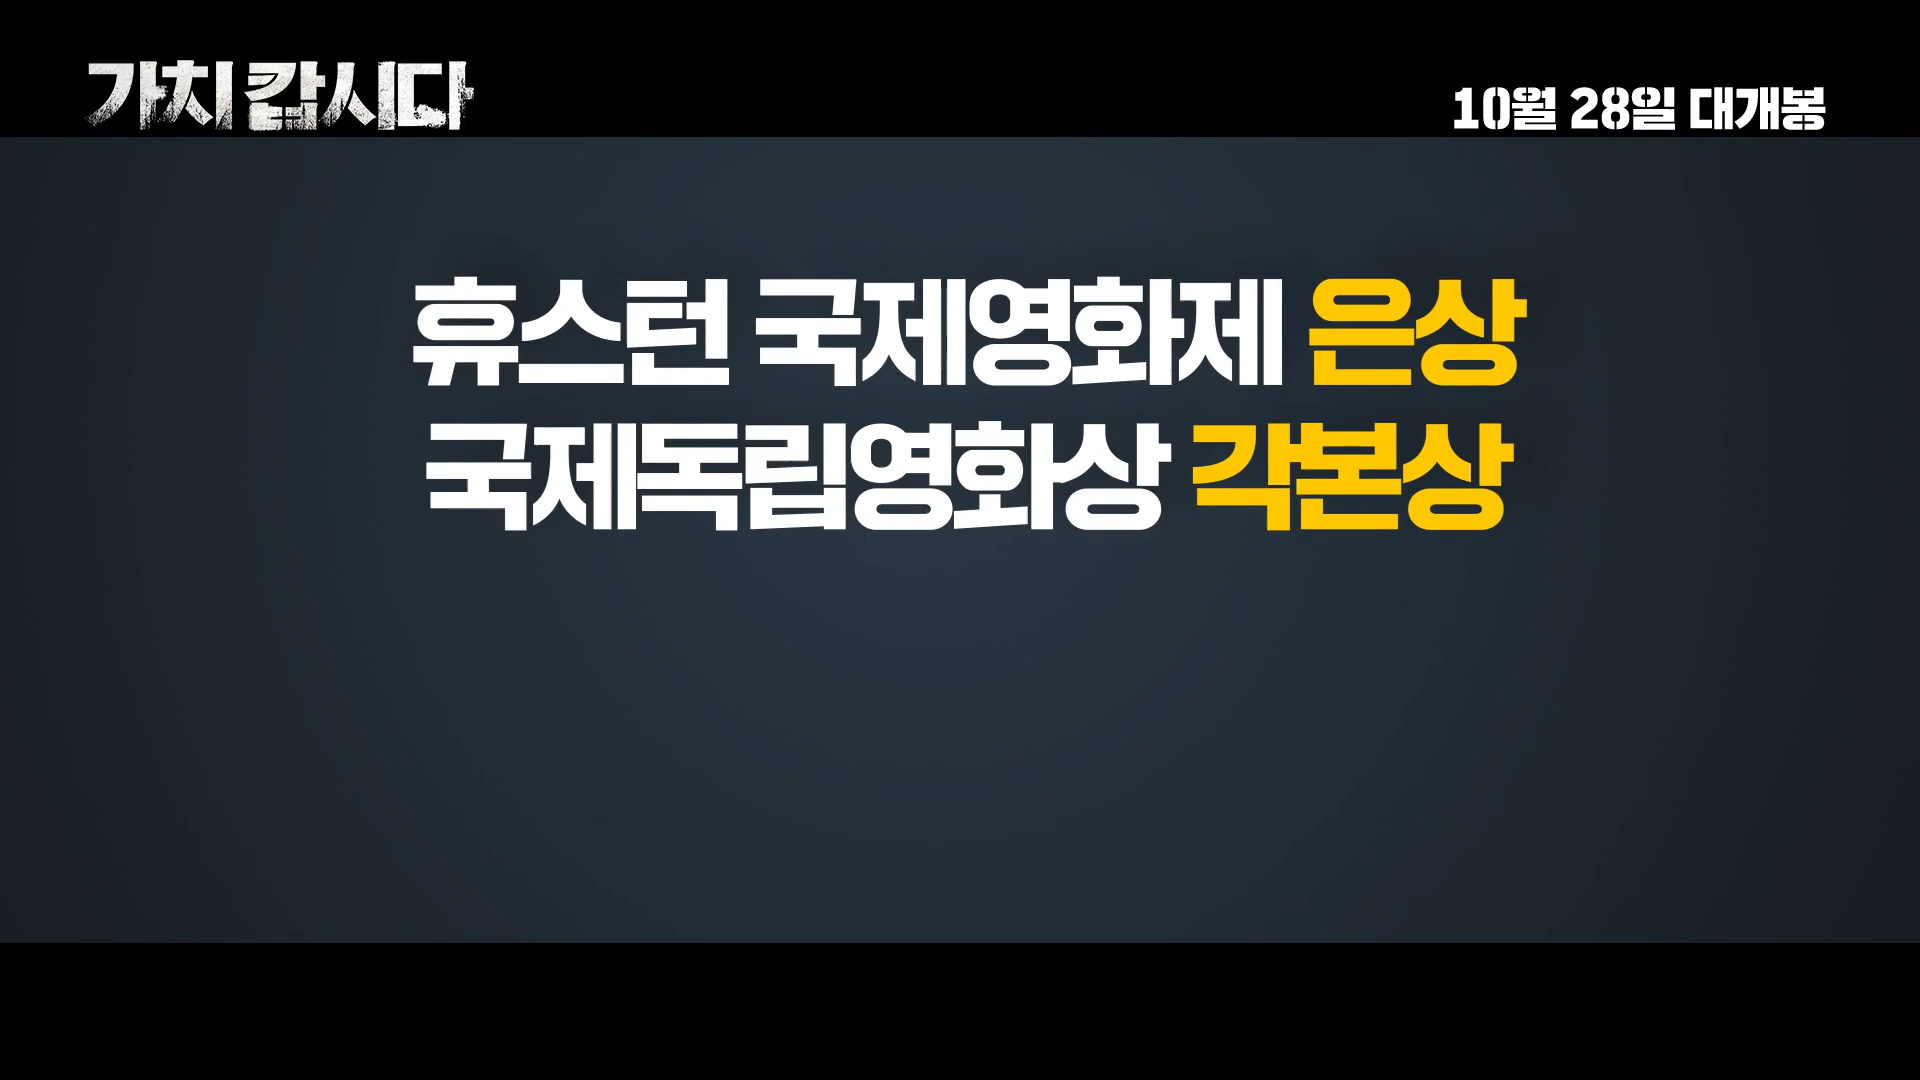 가치 캅시다
10월 28일 대개봉
휴스턴 국제영화제 은상
국제독립영화상 각본상